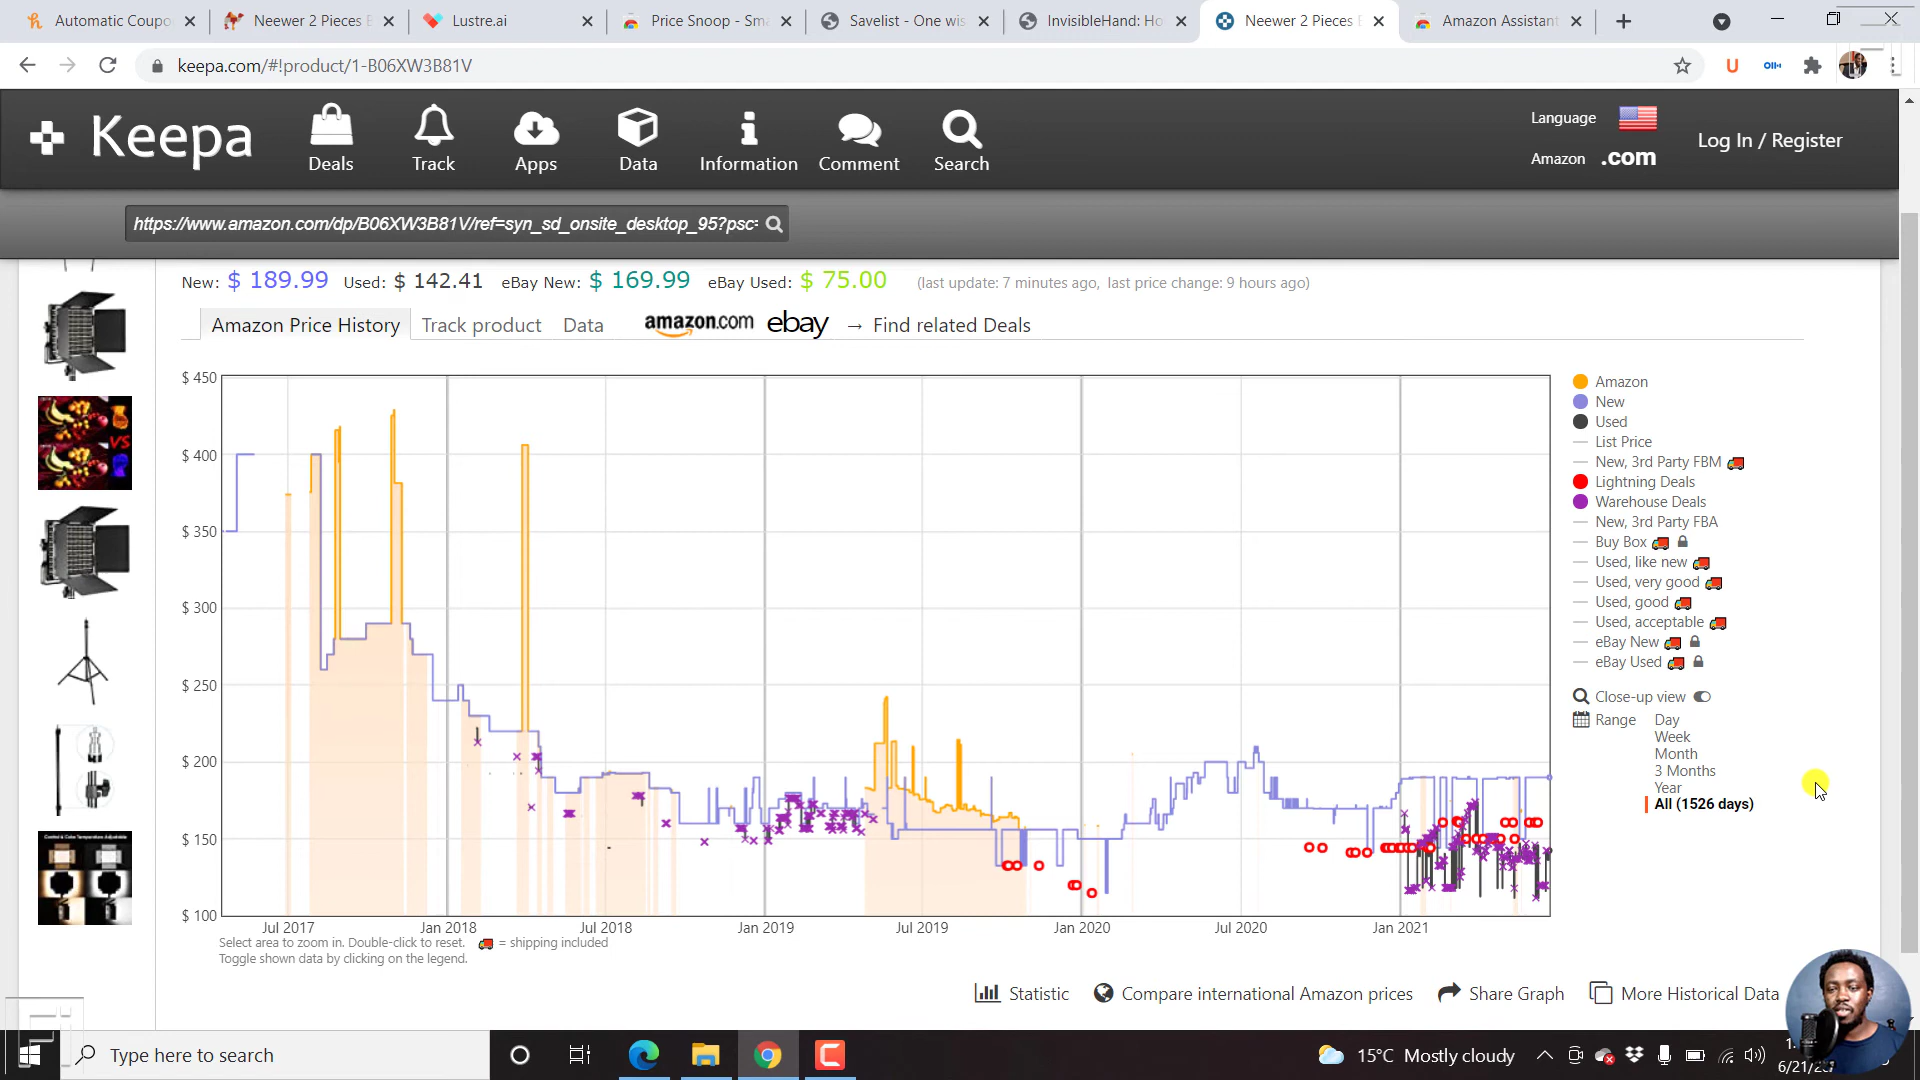 Automatic Coupo
Neewer 2 Pieces B
Lustre.ai
Price Snoop - Sma
Savelist - One wis
InvisibleHand: Ho
Neewer 2 Pieces B
Amazon Assistant
keepa.com/#!product/1-B06XW3B81V
Keepa
Deals
Track
Apps
Data
Information
Comment
Search
Language
Amazon .com
Log In / Register
https://www.amazon.com/dp/B06XW3B81V/ref=syn_sd_onsite_desktop_95?psc=
New: $ 189.99 Used: $ 142.41 eBay New: $ 169.99 eBay Used: $ 75.00 (last update: 7 minutes ago, last price change: 9 hours ago)
Amazon Price History Track product Data amazon.com ebay → Find related Deals
$ 450
$ 400
$ 350
$ 300
$ 250
$ 200
$ 150
$ 100
Jul 2017 Jan 2018 Jul 2018 Jan 2019 Jul 2019 Jan 2020 Jul 2020 Jan 2021
Select area to zoom in. Double-click to reset. = shipping included
Toggle shown data by clicking on the legend.
Amazon
New
Used
List Price
New, 3rd Party FBM
Lightning Deals
Warehouse Deals
New, 3rd Party FBA
Buy Box
Used, like new
Used, very good
Used, good
Used, acceptable
eBay New
eBay Used
Close-up view
Range
Day
Week
Month
3 Months
Year
All (1526 days)
VS
Statistic
Compare international Amazon prices
Share Graph
More Historical Data
Type here to search
15°C Mostly cloudy